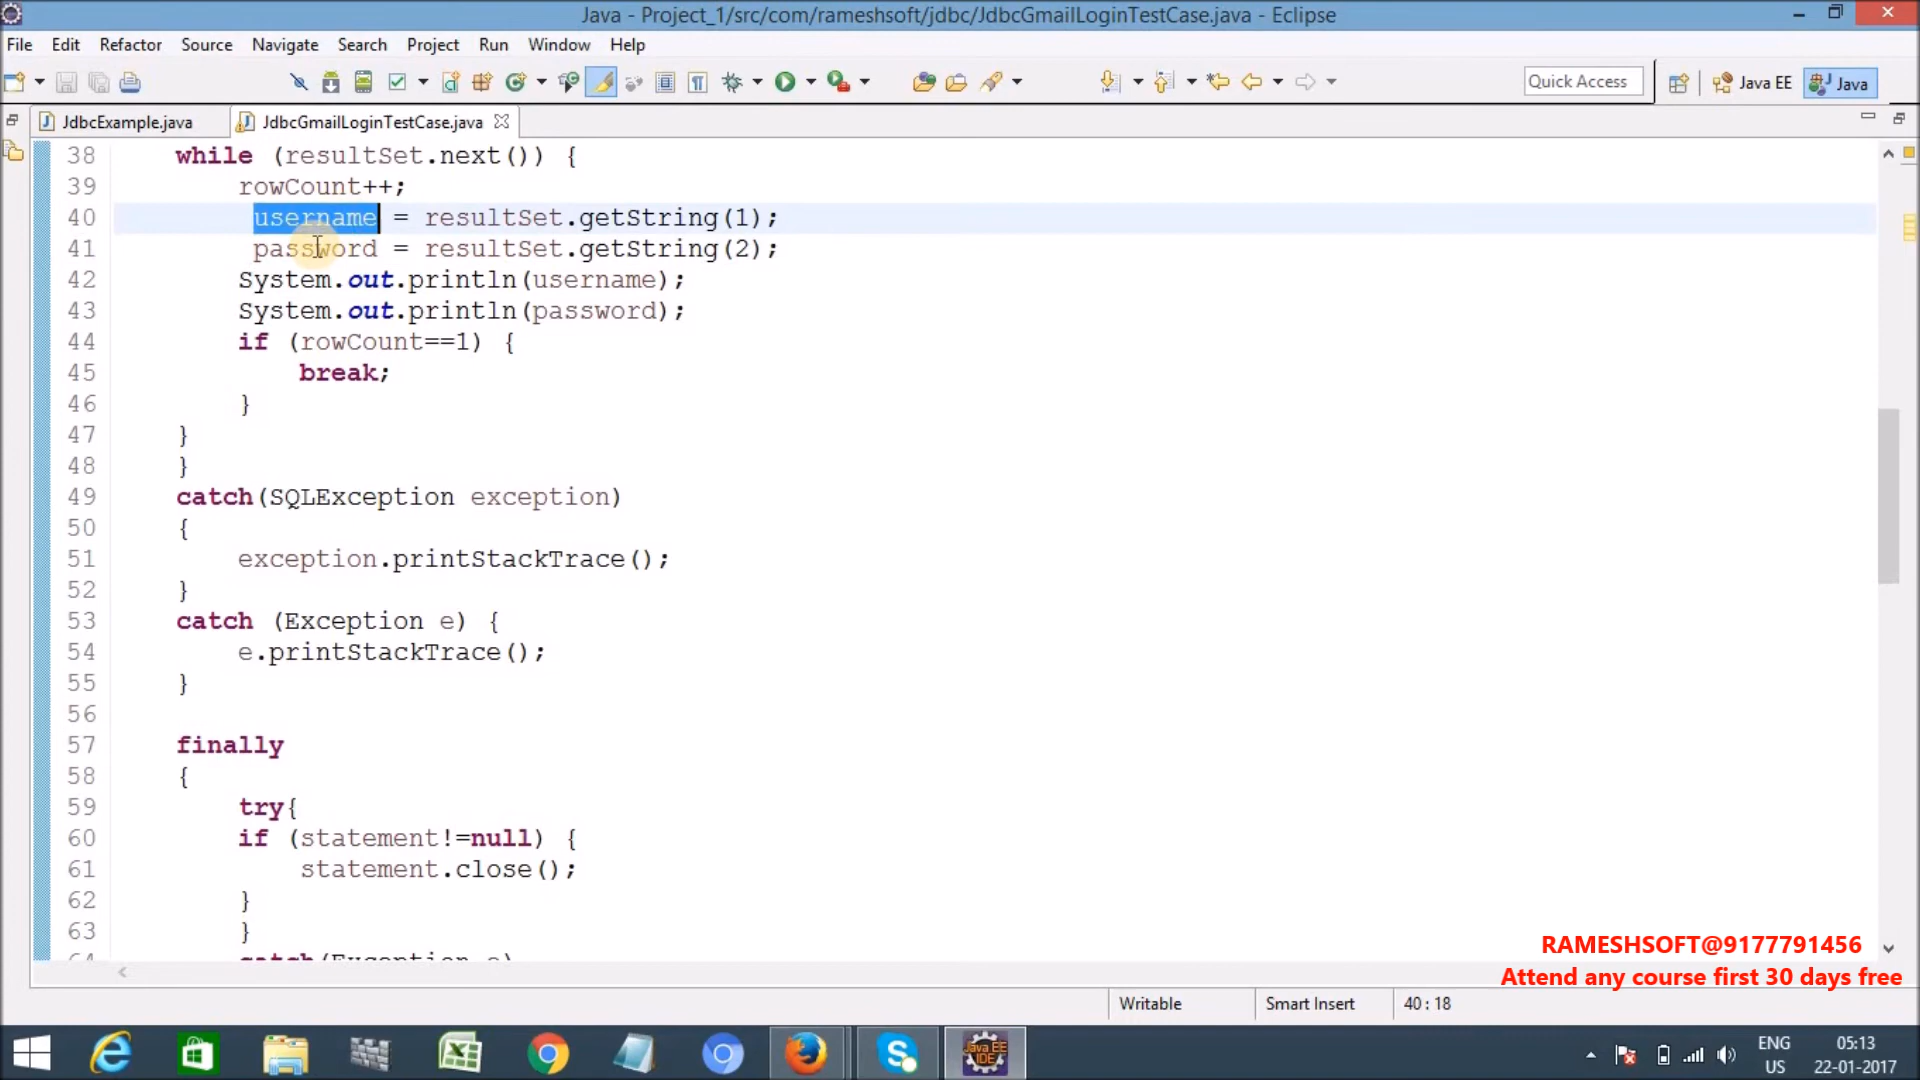 Java - Project_1/src/com/rameshsoft/jdbc/JdbcGmailLoginTestCase.java - Eclipse
File Edit Refactor Source Navigate Search Project Run Window Help
Quick Access Java EE Java
JdbcExample.java JdbcGmailLoginTestCase.java
38 while (resultSet.next()) {
39 rowCount++;
40 username = resultSet.getString(1);
41 password = resultSet.getString(2);
42 System.out.println(username);
43 System.out.println(password);
44 if (rowCount==1) {
45 break;
46 }
47 }
48 }
49 catch(SQLException exception)
50 {
51 exception.printStackTrace();
52 }
53 catch (Exception e) {
54 e.printStackTrace();
55 }
56
57 finally
58 {
59 try{
60 if (statement!=null) {
61 statement.close();
62 }
63 }
64 catch(Exception e)
RAMESHSOFT@9177791456
Attend any course first 30 days free
Writable Smart Insert 40 : 18
Java EE
IDE
ENG 05:13
US 22-01-2017